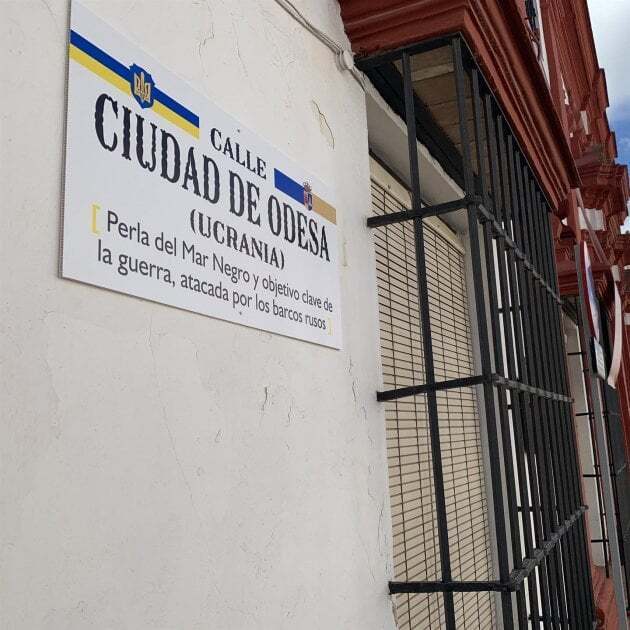 CALLE
CIUDAD DE ODESA
(UCRANIA)
[ Perla del Mar Negro y objetivo clave de
la guerra, atacada por los barcos rusos ]